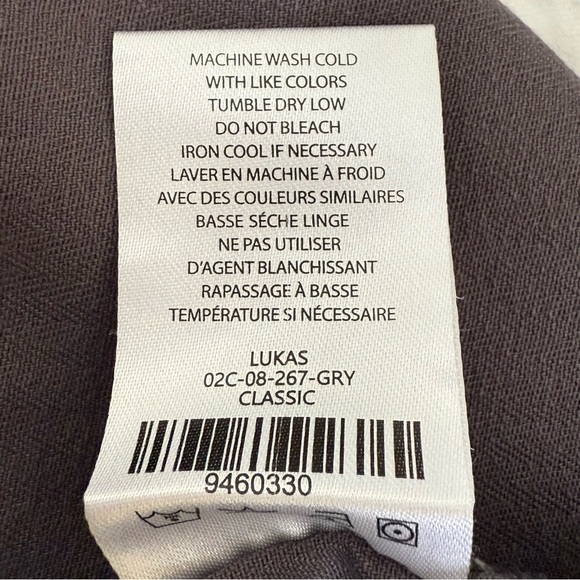 MACHINE WASH COLD
WITH LIKE COLORS
TUMBLE DRY LOW
DO NOT BLEACH
IRON COOL IF NECESSARY
LAVER EN MACHINE À FROID
AVEC DES COULEURS SIMILAIRES
BASSE SÉCHE LINGE
NE PAS UTILISER
D'AGENT BLANCHISSANT
RAPASSAGE À BASSE
TEMPÉRATURE SI NÉCESSAIRE
LUKAS
02C-08-267-GRY
CLASSIC
9460330